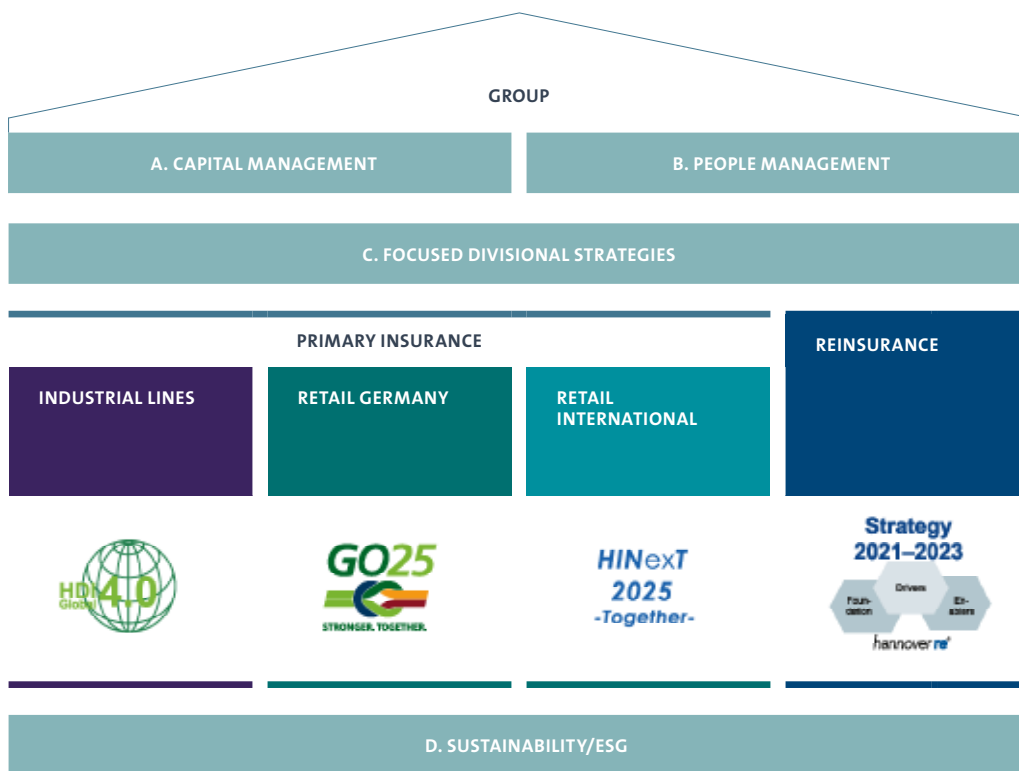 GROUP
A. CAPITAL MANAGEMENT
B. PEOPLE MANAGEMENT
C. FOCUSED DIVISIONAL STRATEGIES
PRIMARY INSURANCE
REINSURANCE
INDUSTRIAL LINES
RETAIL GERMANY
RETAIL
INTERNATIONAL
HDI
Global
4.0
GO25
STRONGER. TOGETHER.
HINexT
2025
-Together-
Strategy
2021–2023
Drivers
Foun-
dation
En-
ablers
hannover re®
D. SUSTAINABILITY/ESG